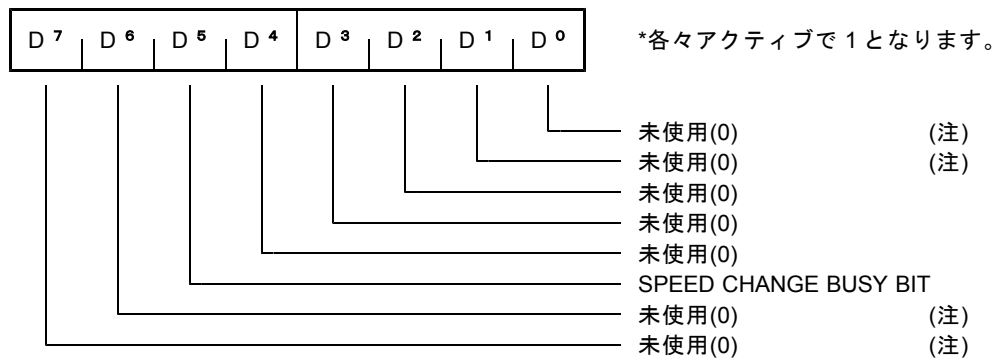 D⁷ D⁶ D⁵ D⁴ D³ D² D¹ D⁰ *各々アクティブで1となります。
未使用(0) (注)
未使用(0) (注)
未使用(0)
未使用(0)
未使用(0)
SPEED CHANGE BUSY BIT
未使用(0) (注)
未使用(0) (注)